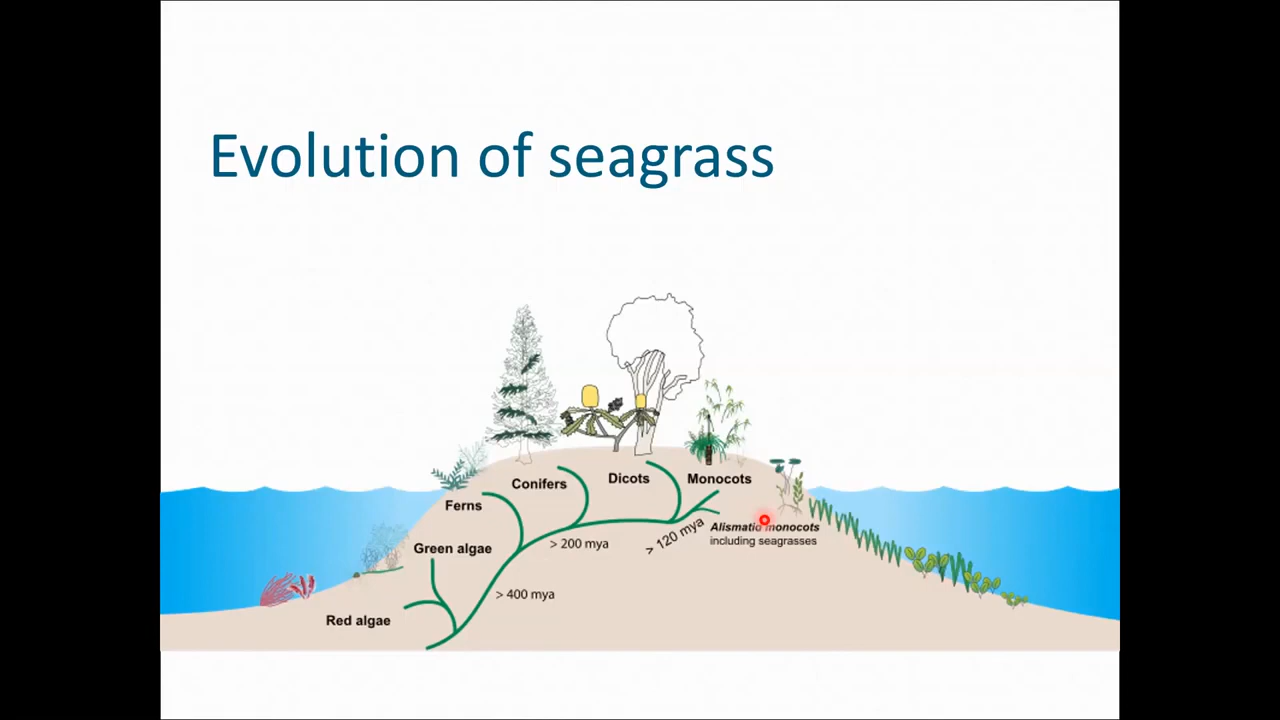 Evolution of seagrass
Conifers
Dicots
Monocots
Ferns
Alismatic monocots
including seagrasses
> 120 mya
> 200 mya
Green algae
> 400 mya
Red algae